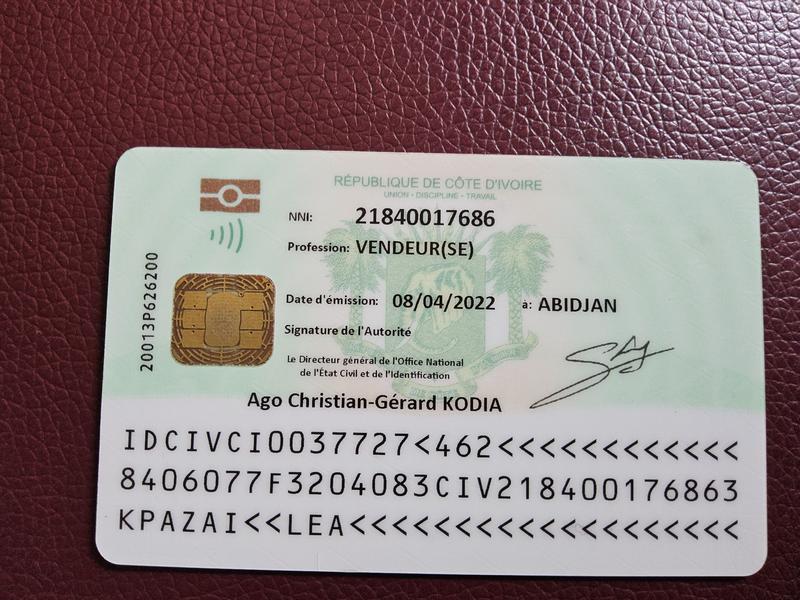 RÉPUBLIQUE DE CÔTE D'IVOIRE
UNION - DISCIPLINE - TRAVAIL
NNI: 21840017686
Profession: VENDEUR(SE)
Date d'émission: 08/04/2022 à: ABIDJAN
Signature de l'Autorité
Le Directeur général de l'Office National
de l'État Civil et de l'Identification
Ago Christian-Gérard KODIA
20013P626200
IDCIVCI0037727<462<<<<<<<<<<<<
8406077F3204083CIV218400176863
KPAZAI<<LEA<<<<<<<<<<<<<<<<<<<